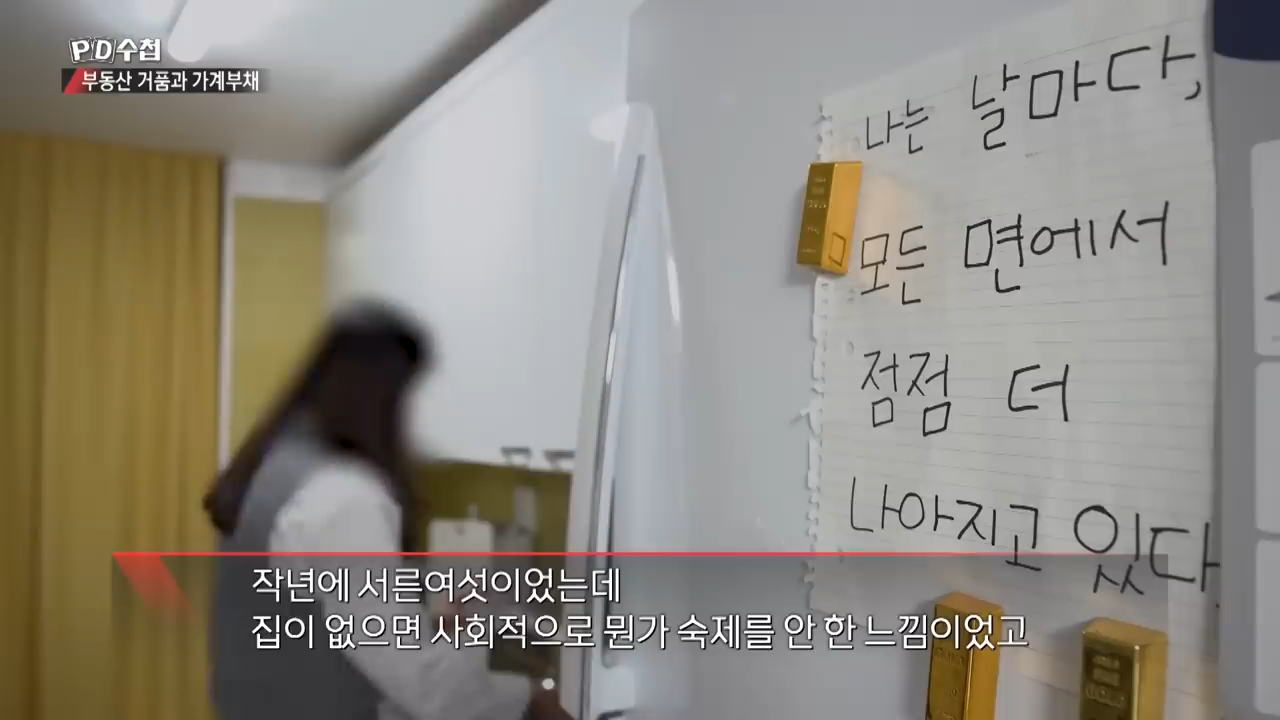 PD수첩
부동산 거품과 가계부채
나는 날마다,
모든 면에서
점점 더
나아지고 있다.
작년에 서른여섯이었는데
집이 없으면 사회적으로 뭔가 숙제를 안 한 느낌이었고